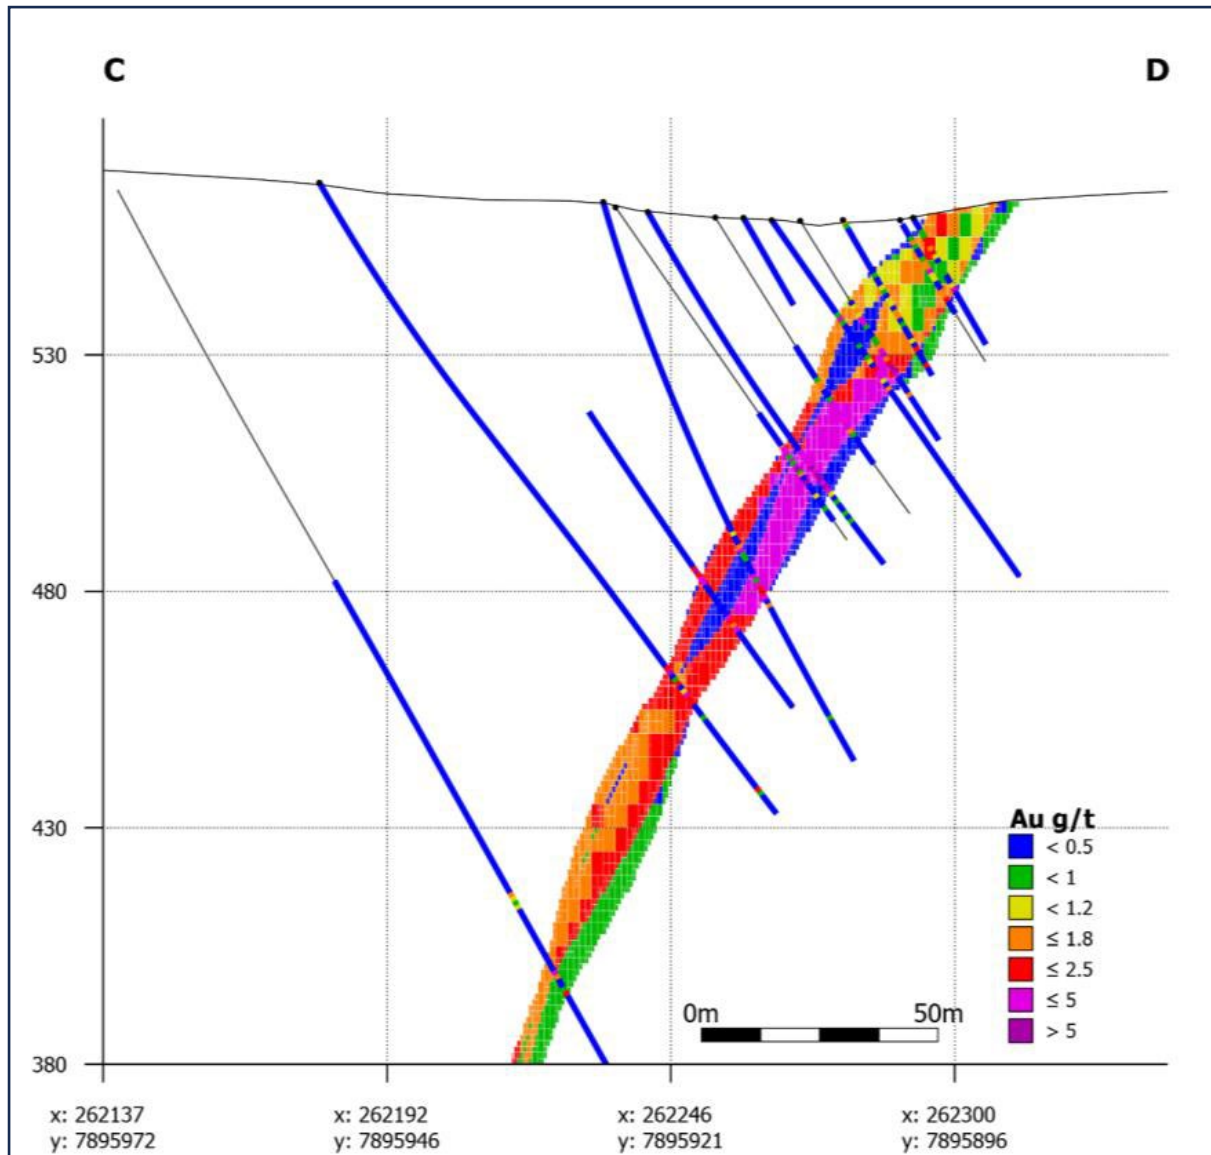 C
D
530
480
430
380
Au g/t
< 0.5
< 1
< 1.2
≤ 1.8
≤ 2.5
≤ 5
> 5
0m 50m
x: 262137 x: 262192 x: 262246 x: 262300
y: 7895972 y: 7895946 y: 7895921 y: 7895896